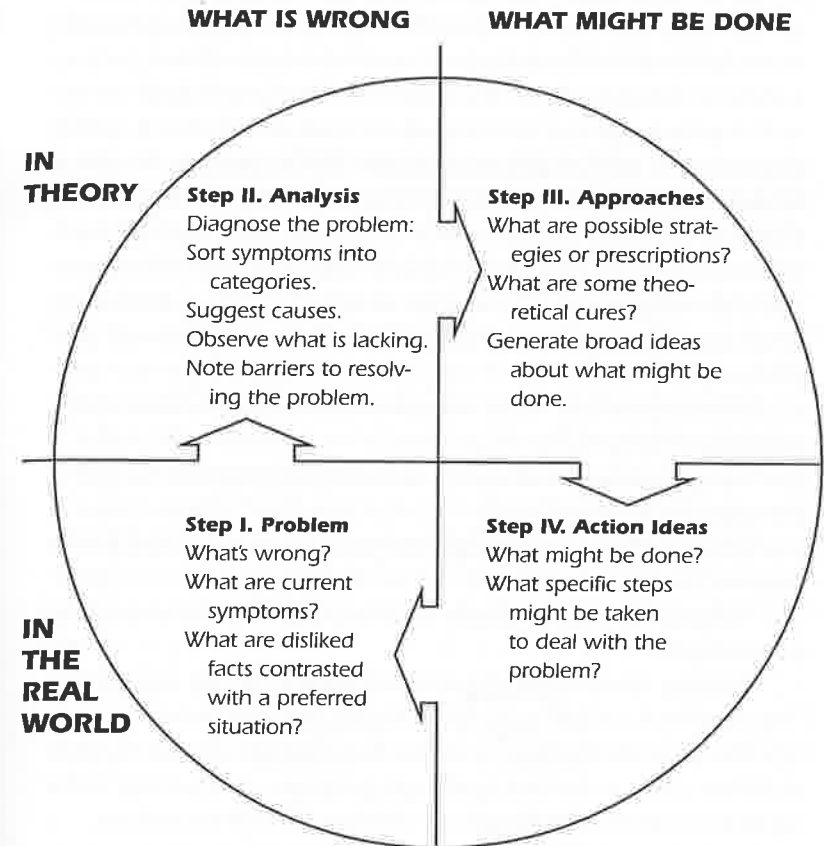 WHAT IS WRONG
WHAT MIGHT BE DONE
IN
THEORY
Step II. Analysis
Diagnose the problem:
Sort symptoms into
categories.
Suggest causes.
Observe what is lacking.
Note barriers to resolv-
ing the problem.
Step III. Approaches
What are possible strat-
egies or prescriptions?
What are some theo-
retical cures?
Generate broad ideas
about what might be
done.
IN
THE
REAL
WORLD
Step I. Problem
What's wrong?
What are current
symptoms?
What are disliked
facts contrasted
with a preferred
situation?
Step IV. Action Ideas
What might be done?
What specific steps
might be taken
to deal with the
problem?